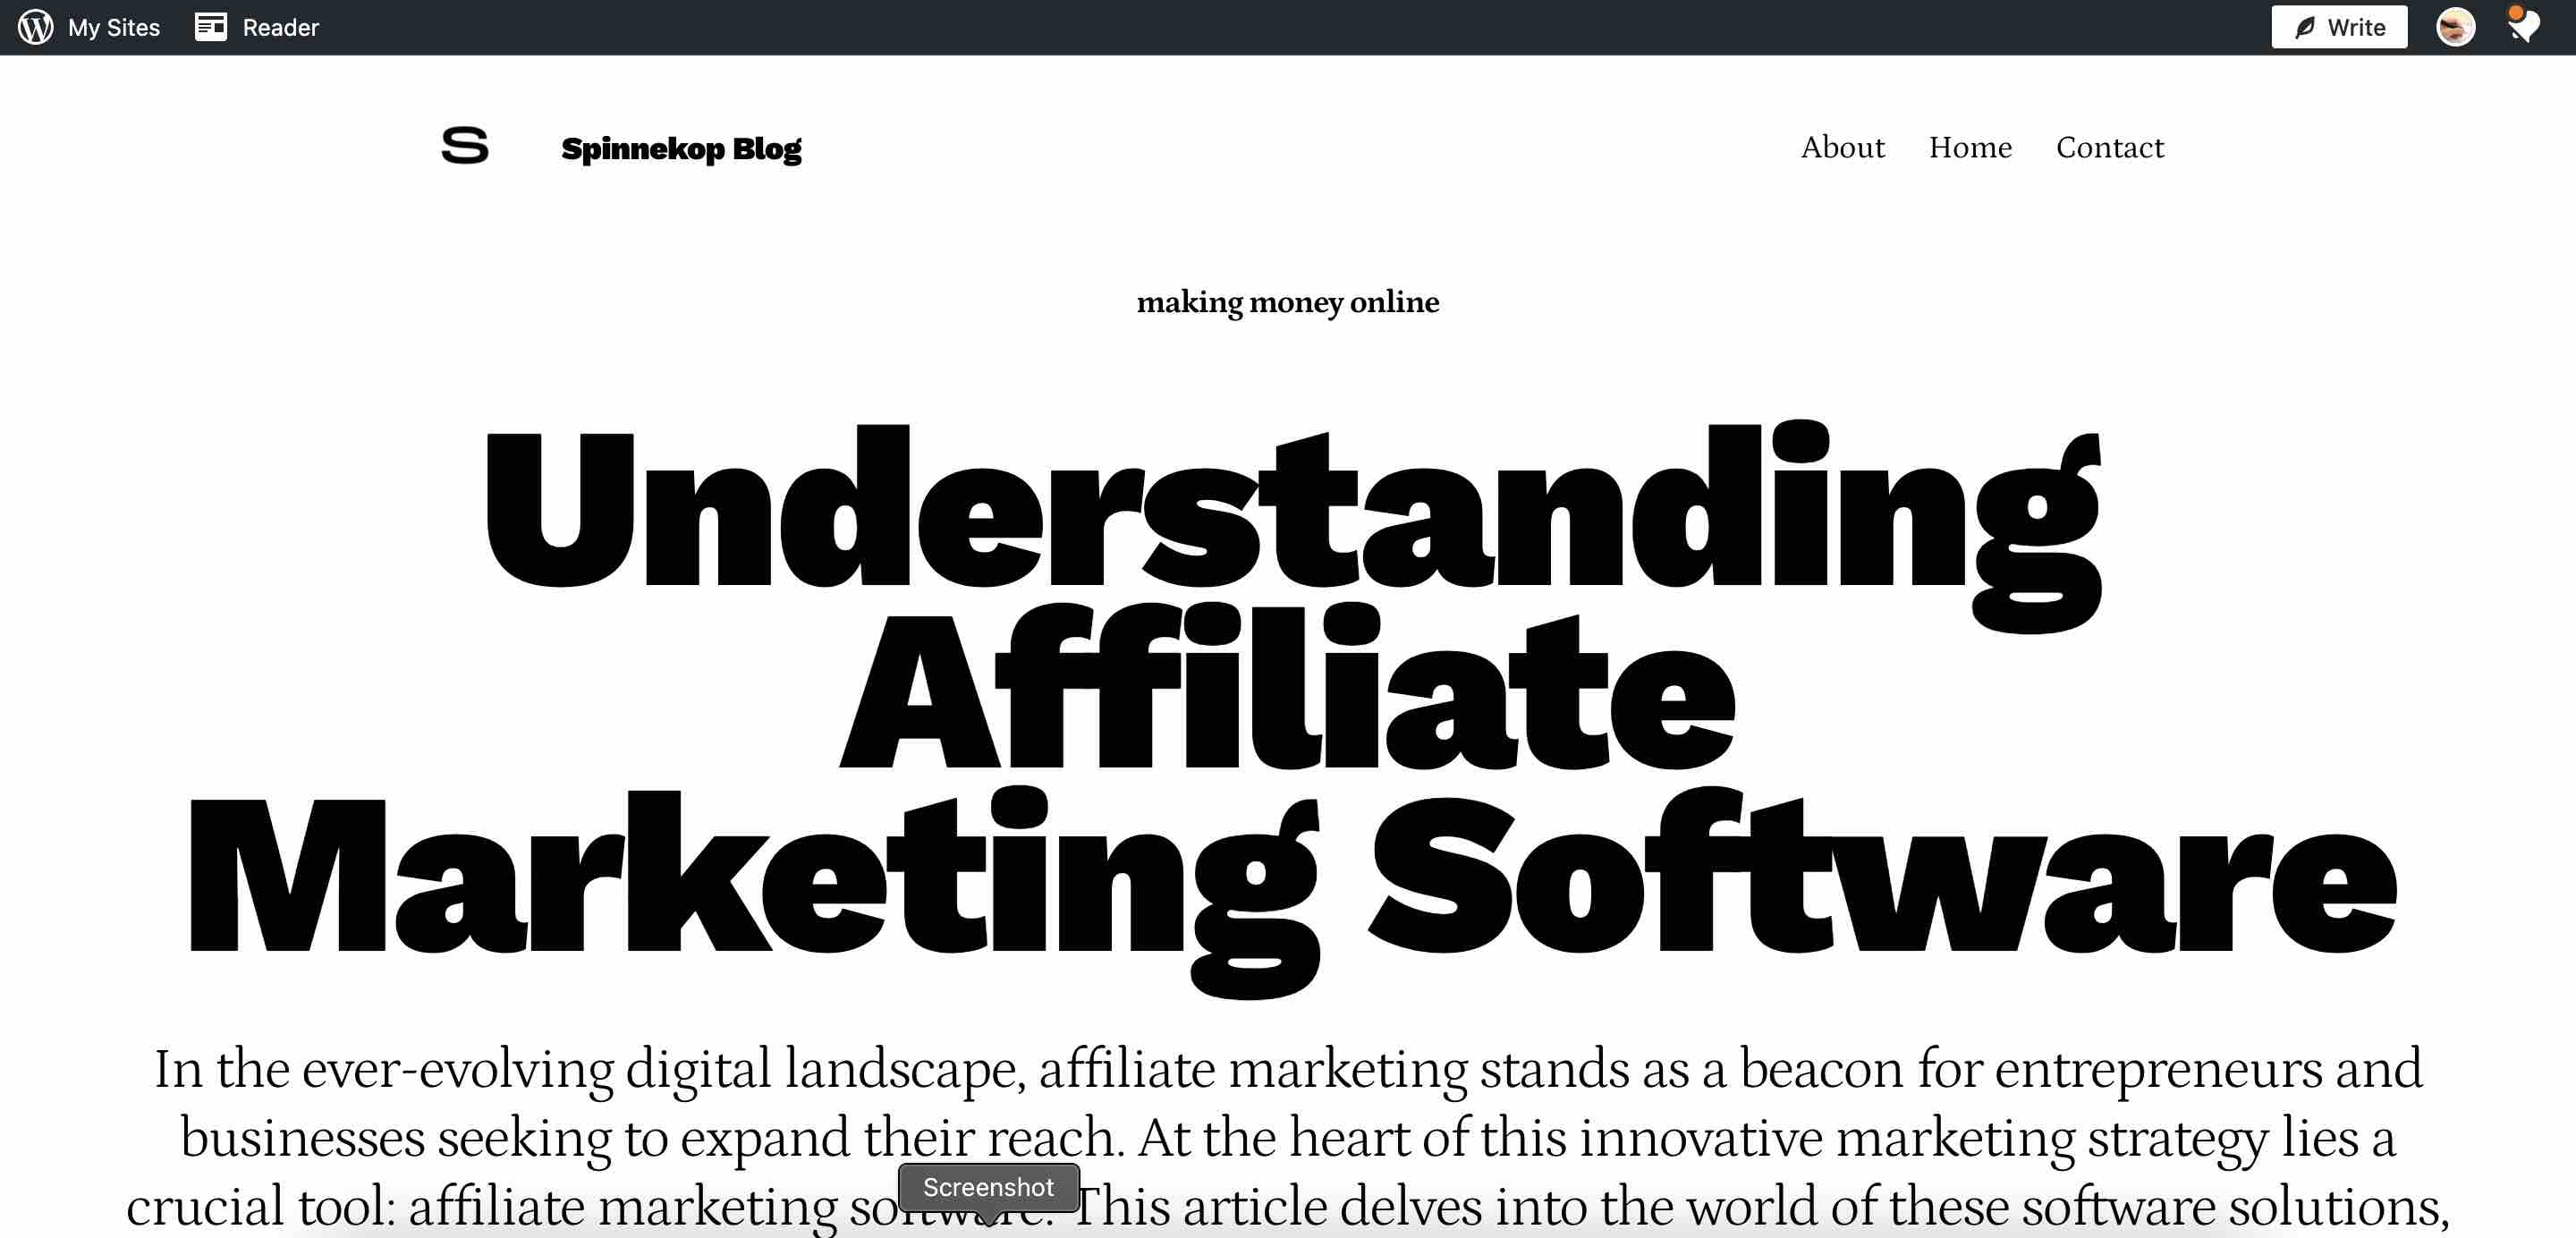 My Sites Reader Write
S Spinnekop Blog About Home Contact
making money online
Understanding
Affiliate
Marketing Software
In the ever-evolving digital landscape, affiliate marketing stands as a beacon for entrepreneurs and
businesses seeking to expand their reach. At the heart of this innovative marketing strategy lies a
crucial tool: affiliate marketing software. This article delves into the world of these software solutions,
Screenshot